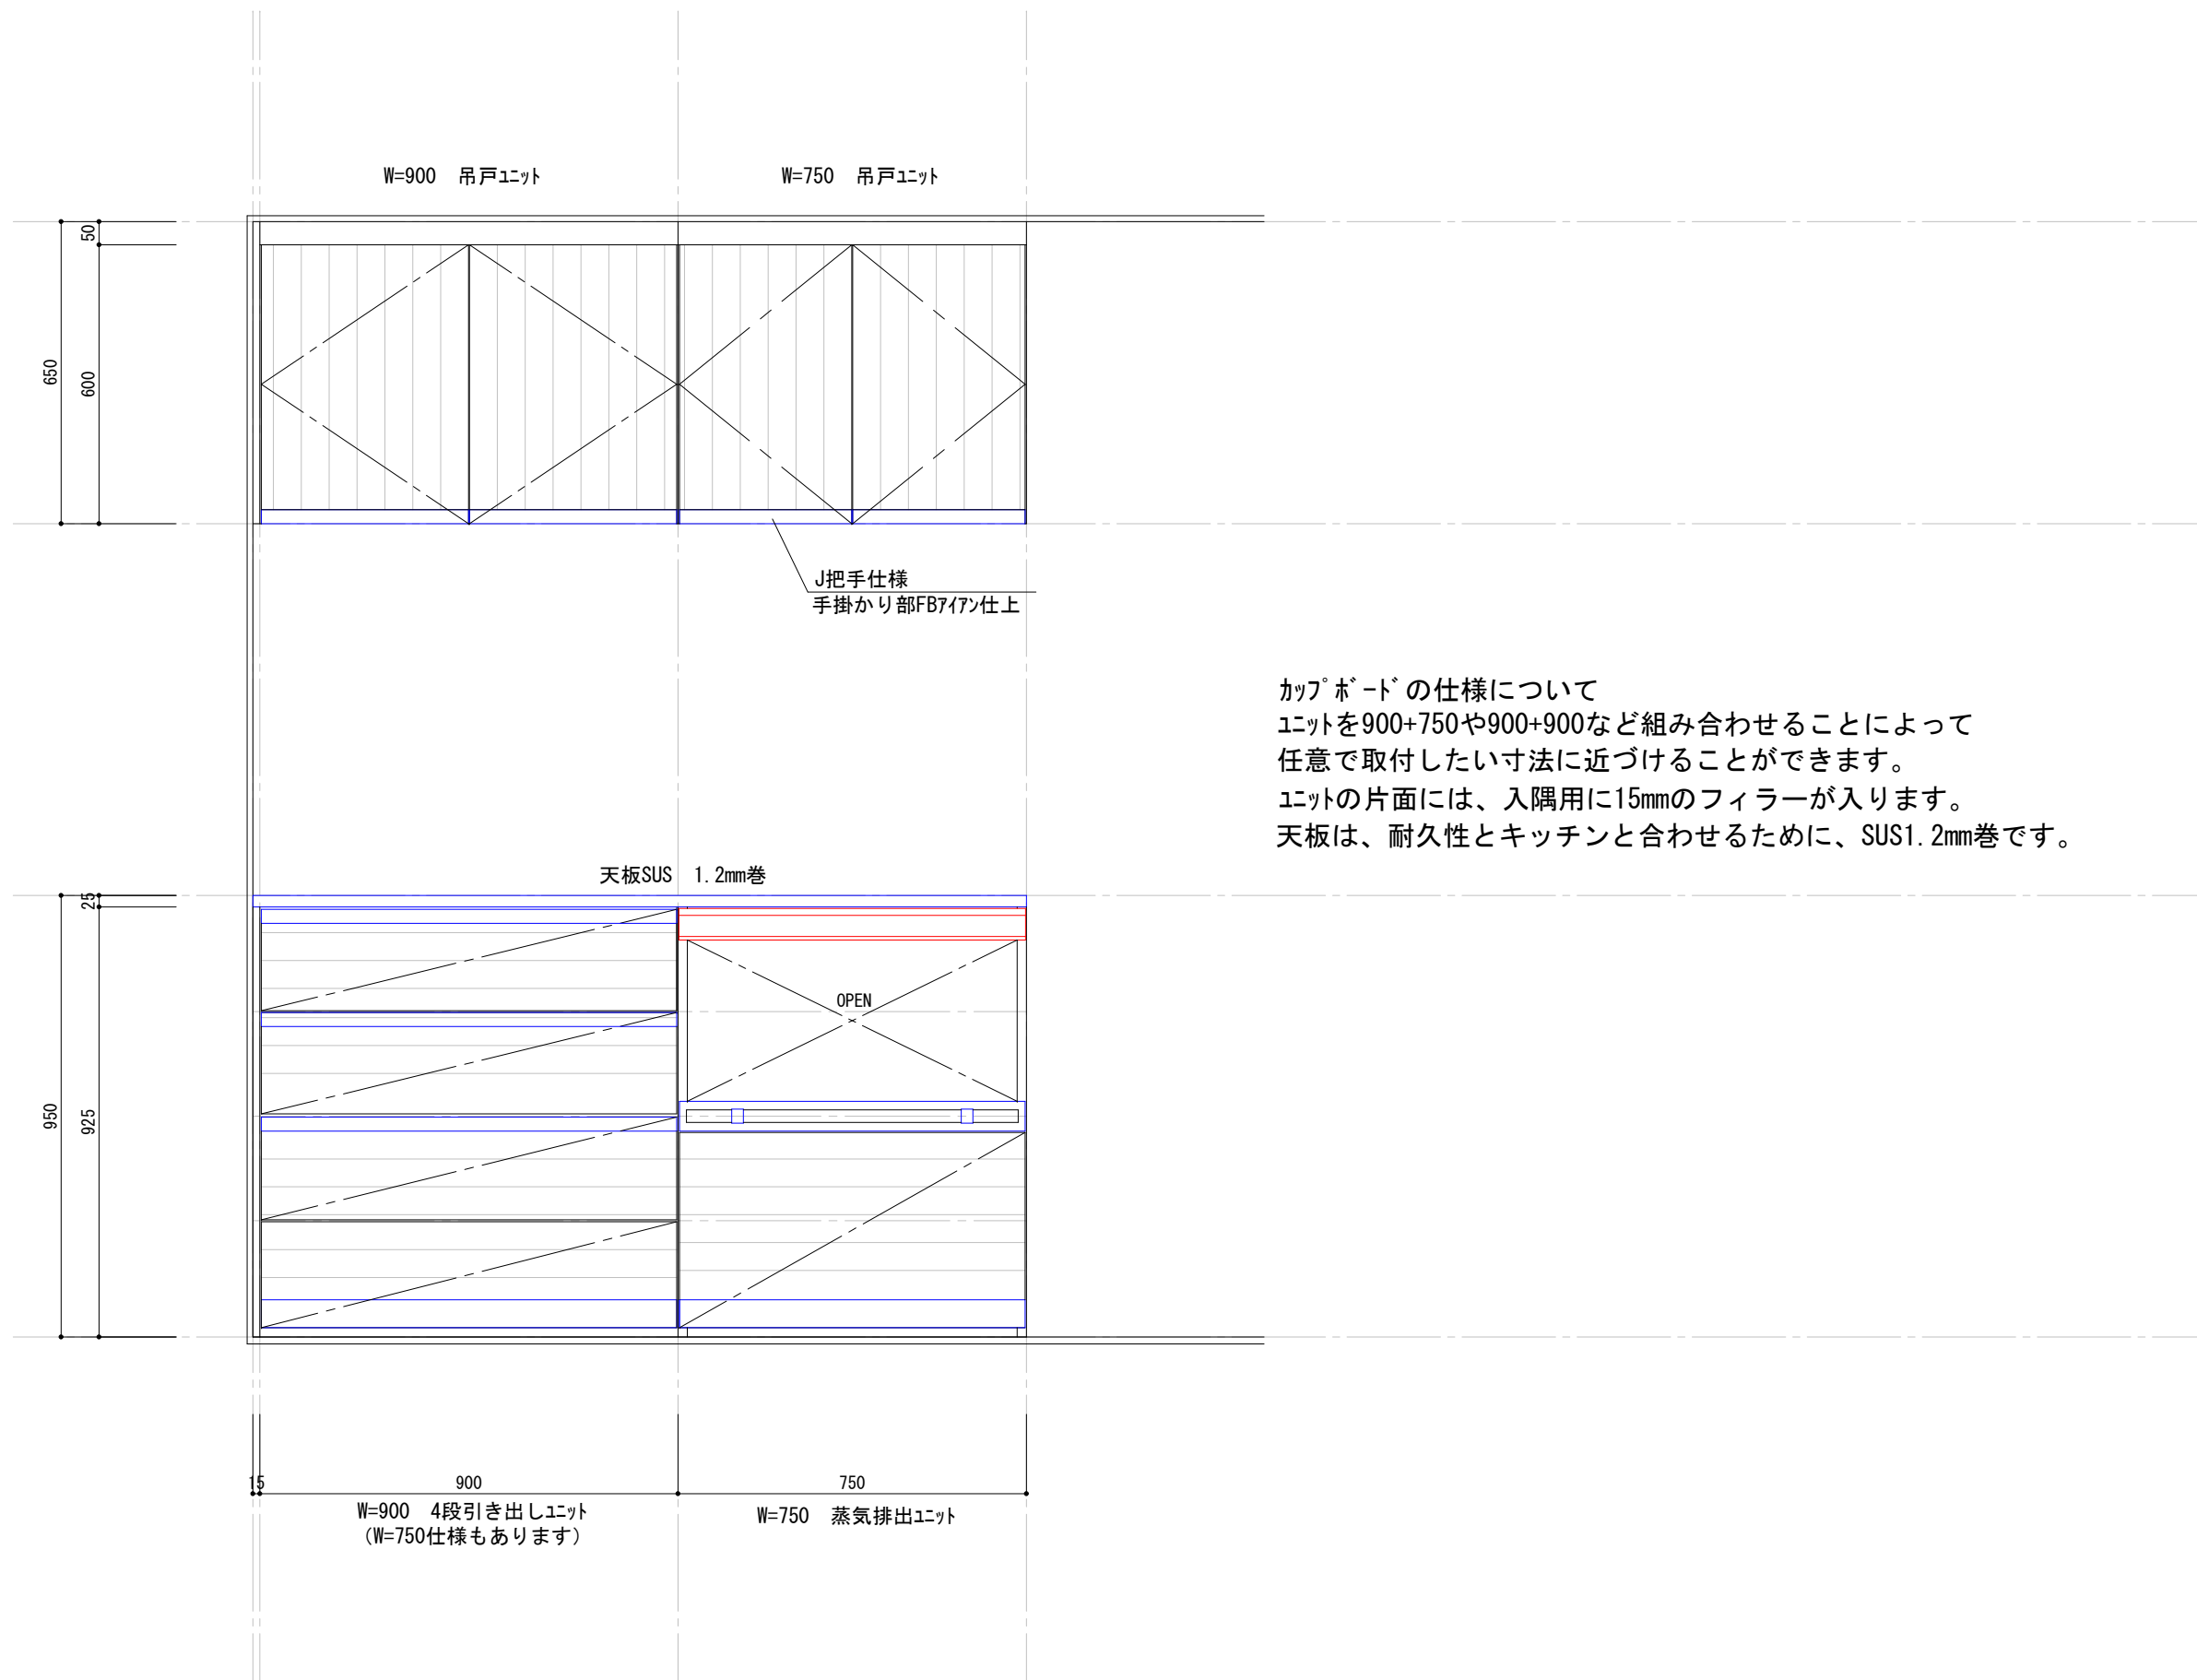 W=900　吊戸ﾕﾆｯﾄ
W=750　吊戸ﾕﾆｯﾄ
50
650
600
J把手仕様
手掛かり部FBｱｲｱﾝ仕上
ｶｯﾌﾟﾎﾞｰﾄﾞの仕様について
ﾕﾆｯﾄを900+750や900+900など組み合わせることによって
任意で取付したい寸法に近づけることができます。
ﾕﾆｯﾄの片面には、入隅用に15mmのフィラーが入ります。
天板は、耐久性とキッチンと合わせるために、SUS1.2mm巻です。
天板SUS　1.2mm巻
25
OPEN
950
925
15
900
750
W=900　4段引き出しﾕﾆｯﾄ
（W=750仕様もあります）
W=750　蒸気排出ﾕﾆｯﾄ